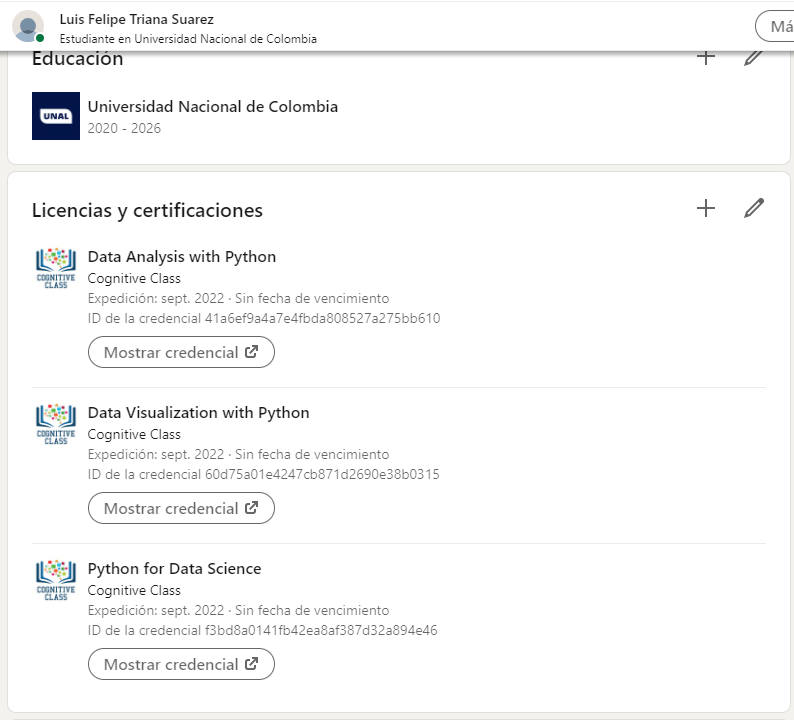 Luis Felipe Triana Suarez
Estudiante en Universidad Nacional de Colombia
Má
Educación
UNAL
Universidad Nacional de Colombia
2020 - 2026
Licencias y certificaciones
COGNITIVE CLASS
Data Analysis with Python
Cognitive Class
Expedición: sept. 2022 · Sin fecha de vencimiento
ID de la credencial 41a6ef9a4a7e4fbda808527a275bb610
Mostrar credencial
COGNITIVE CLASS
Data Visualization with Python
Cognitive Class
Expedición: sept. 2022 · Sin fecha de vencimiento
ID de la credencial 60d75a01e4247cb871d2690e38b0315
Mostrar credencial
COGNITIVE CLASS
Python for Data Science
Cognitive Class
Expedición: sept. 2022 · Sin fecha de vencimiento
ID de la credencial f3bd8a0141fb42ea8af387d32a894e46
Mostrar credencial